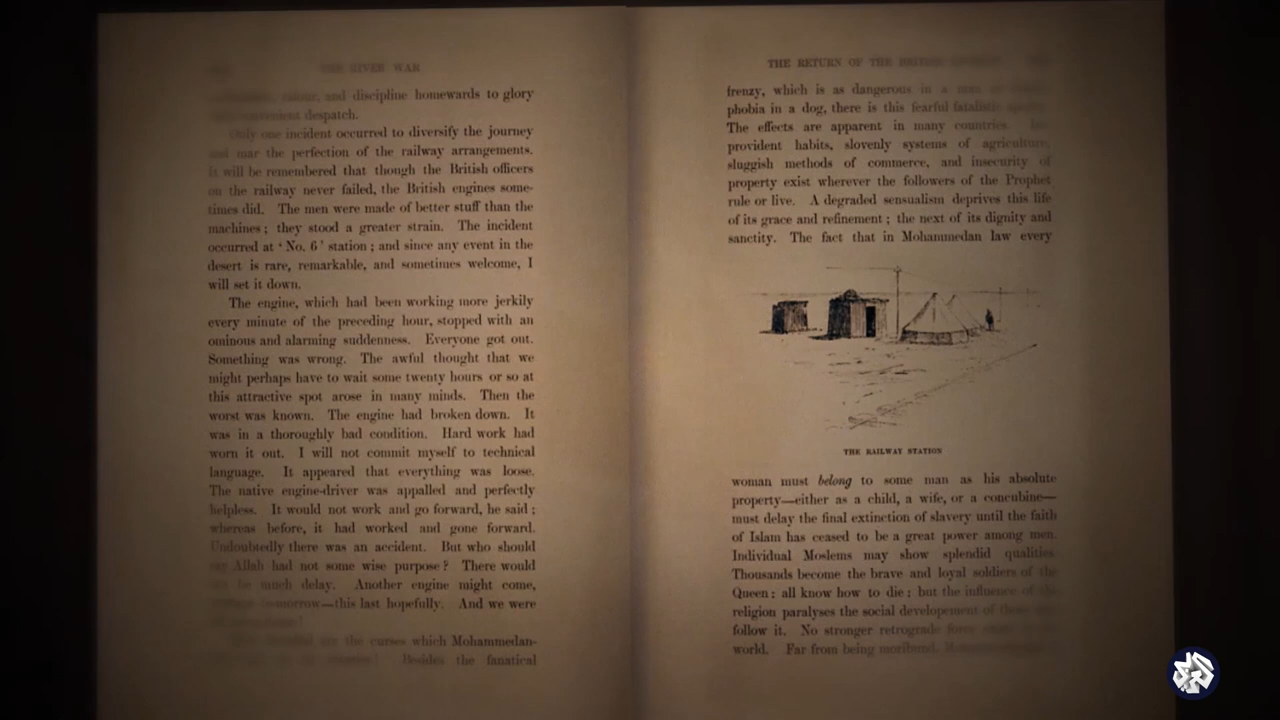 THE RIVER WAR
and discipline homewards to glory
despatch.
Only one incident occurred to diversify the journey
and mar the perfection of the railway arrangements.
It will be remembered that though the British officers
on the railway never failed, the British engines some-
times did. The men were made of better stuff than the
machines; they stood a greater strain. The incident
occurred at ‘No. 6’ station; and since any event in the
desert is rare, remarkable, and sometimes welcome, I
will set it down.
The engine, which had been working more jerkily
every minute of the preceding hour, stopped with an
ominous and alarming suddenness. Everyone got out.
Something was wrong. The awful thought that we
might perhaps have to wait some twenty hours or so at
this attractive spot arose in many minds. Then the
worst was known. The engine had broken down. It
was in a thoroughly bad condition. Hard work had
worn it out. I will not commit myself to technical
language. It appeared that everything was loose.
The native engine-driver was appalled and perfectly
helpless. It would not work and go forward, he said;
whereas before, it had worked and gone forward.
Undoubtedly there was an accident. But who should
say Allah had not some wise purpose? There would
not be much delay. Another engine might come,
tomorrow—this last hopefully. And we were
are the curses which Mohammedan-
Besides the fanatical
THE RETURN OF THE BRITISH
frenzy, which is as dangerous in a man as
phobia in a dog, there is this fearful fatalistic
The effects are apparent in many countries.
provident habits, slovenly systems of agriculture,
sluggish methods of commerce, and insecurity of
property exist wherever the followers of the Prophet
rule or live. A degraded sensualism deprives this life
of its grace and refinement; the next of its dignity and
sanctity. The fact that in Mohammedan law every
THE RAILWAY STATION
woman must belong to some man as his absolute
property—either as a child, a wife, or a concubine—
must delay the final extinction of slavery until the faith
of Islam has ceased to be a great power among men.
Individual Moslems may show splendid qualities.
Thousands become the brave and loyal soldiers of the
Queen: all know how to die: but the influence of the
religion paralyses the social developement of those
follow it. No stronger retrograde force
world. Far from being moribund,